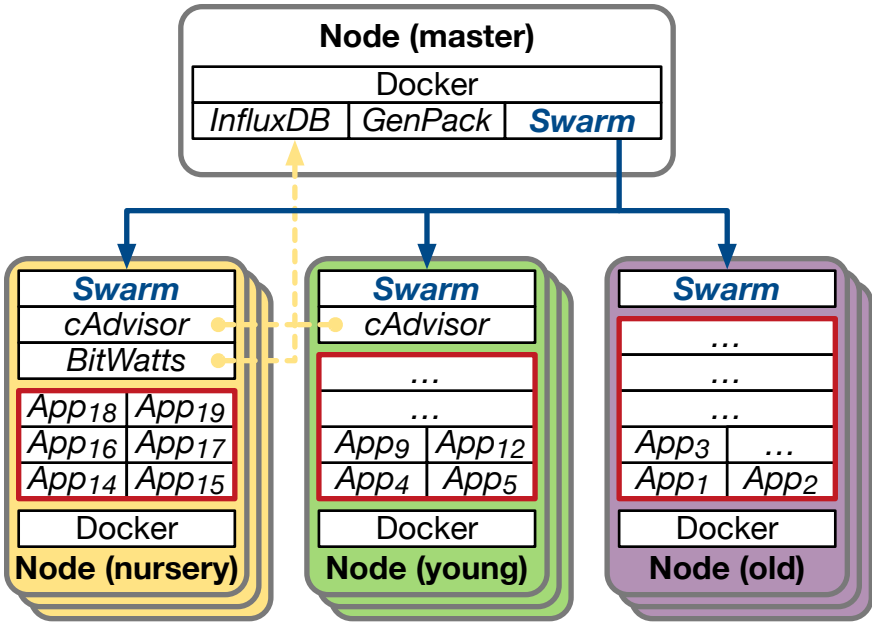 Node (master)
Docker
InfluxDB GenPack Swarm
Swarm
cAdvisor
BitWatts
App18 App19
App16 App17
App14 App15
Docker
Node (nursery)
Swarm
cAdvisor
...
...
App9 App12
App4 App5
Docker
Node (young)
Swarm
...
...
...
App3 ...
App1 App2
Docker
Node (old)